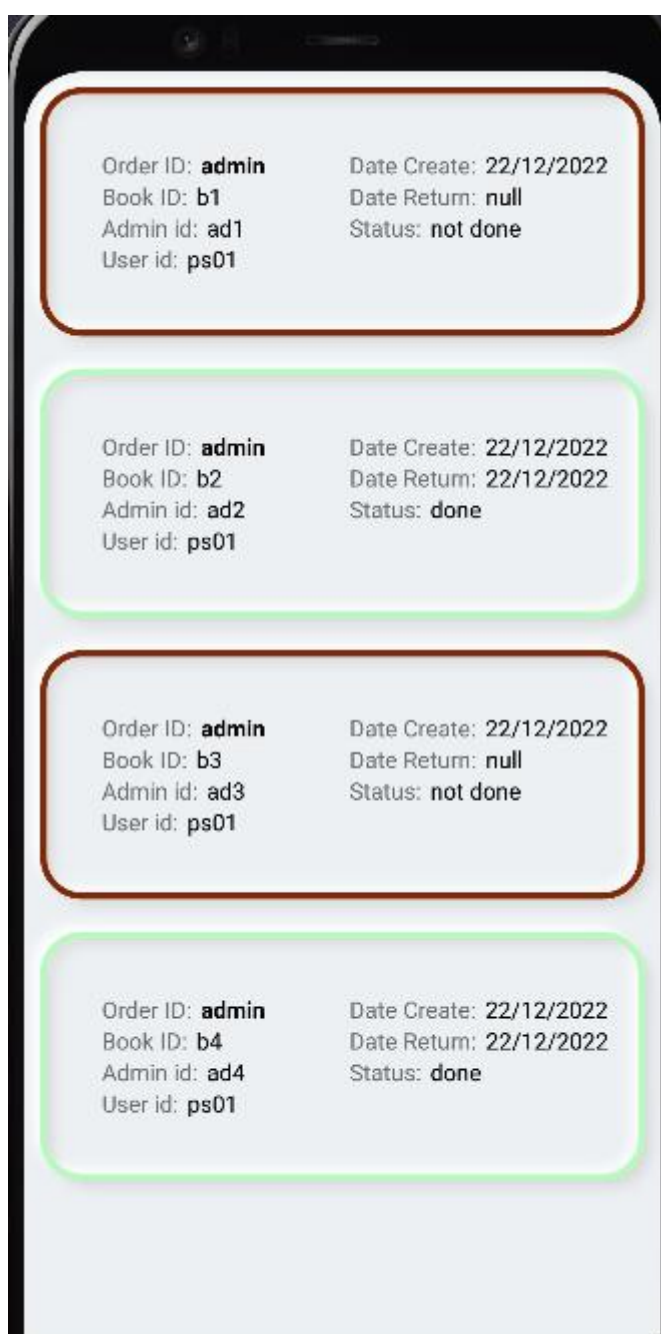 Order ID: admin
Book ID: b1
Admin id: ad1
User id: ps01
Date Create: 22/12/2022
Date Return: null
Status: not done
Order ID: admin
Book ID: b2
Admin id: ad2
User id: ps01
Date Create: 22/12/2022
Date Return: 22/12/2022
Status: done
Order ID: admin
Book ID: b3
Admin id: ad3
User id: ps01
Date Create: 22/12/2022
Date Return: null
Status: not done
Order ID: admin
Book ID: b4
Admin id: ad4
User id: ps01
Date Create: 22/12/2022
Date Return: 22/12/2022
Status: done